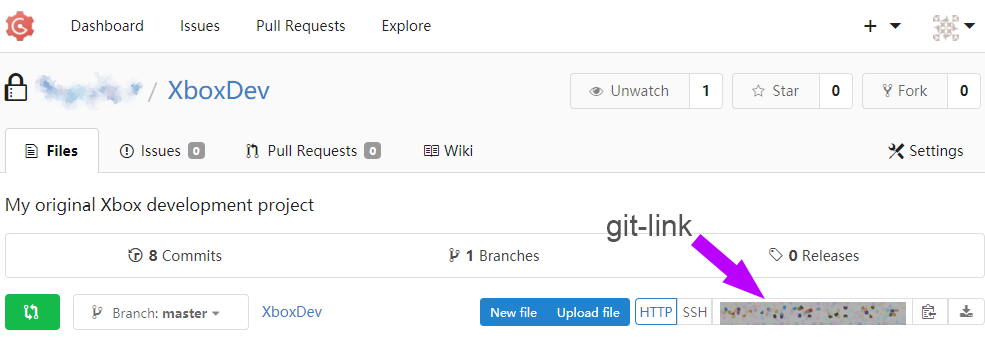 Dashboard Issues Pull Requests Explore +
/ XboxDev Unwatch 1 Star 0 Fork 0
Files Issues 0 Pull Requests 0 Wiki Settings
My original Xbox development project
git-link
8 Commits 1 Branches 0 Releases
Branch: master XboxDev New file Upload file HTTP SSH